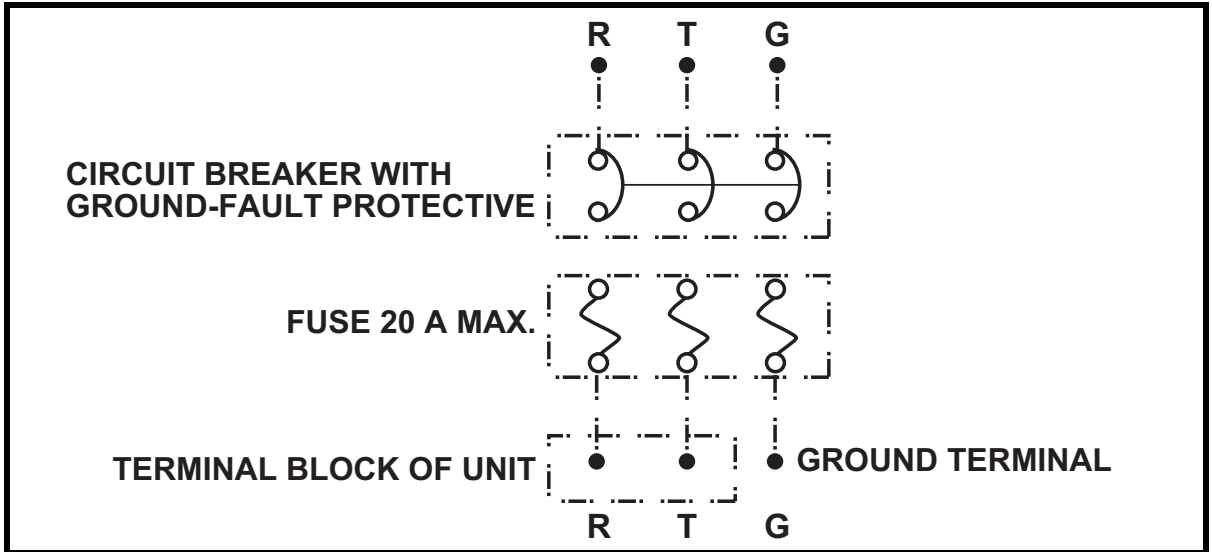 R T G
CIRCUIT BREAKER WITH
GROUND-FAULT PROTECTIVE
FUSE 20 A MAX.
TERMINAL BLOCK OF UNIT
GROUND TERMINAL
R T G